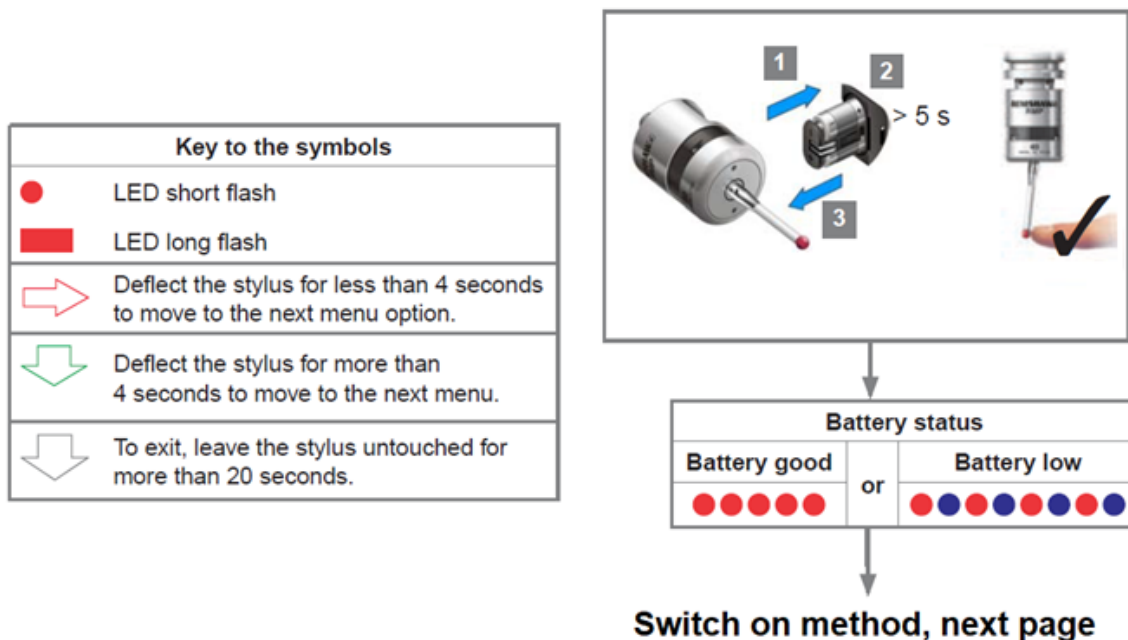 Key to the symbols
LED short flash
LED long flash
Deflect the stylus for less than 4 seconds
to move to the next menu option.
Deflect the stylus for more than
4 seconds to move to the next menu.
To exit, leave the stylus untouched for
more than 20 seconds.
1
2
> 5 s
3
RENISHAW
Battery status
Battery good
or
Battery low
Switch on method, next page